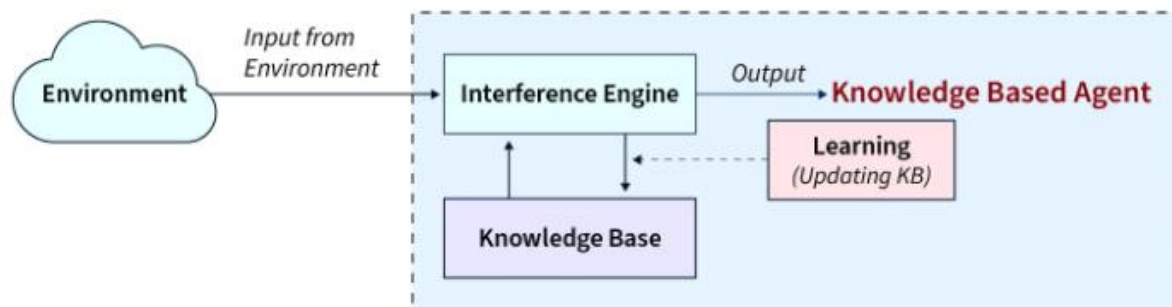 Input from
Environment
Environment
Interference Engine
Output
Knowledge Based Agent
Learning
(Updating KB)
Knowledge Base